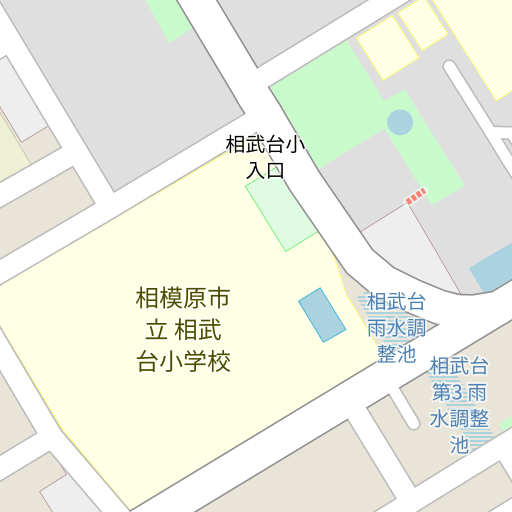 相武台小
入口
相模原市
立 相武
台小学校
相武台
雨水調
整池
相武台
第3 雨
水調整
池